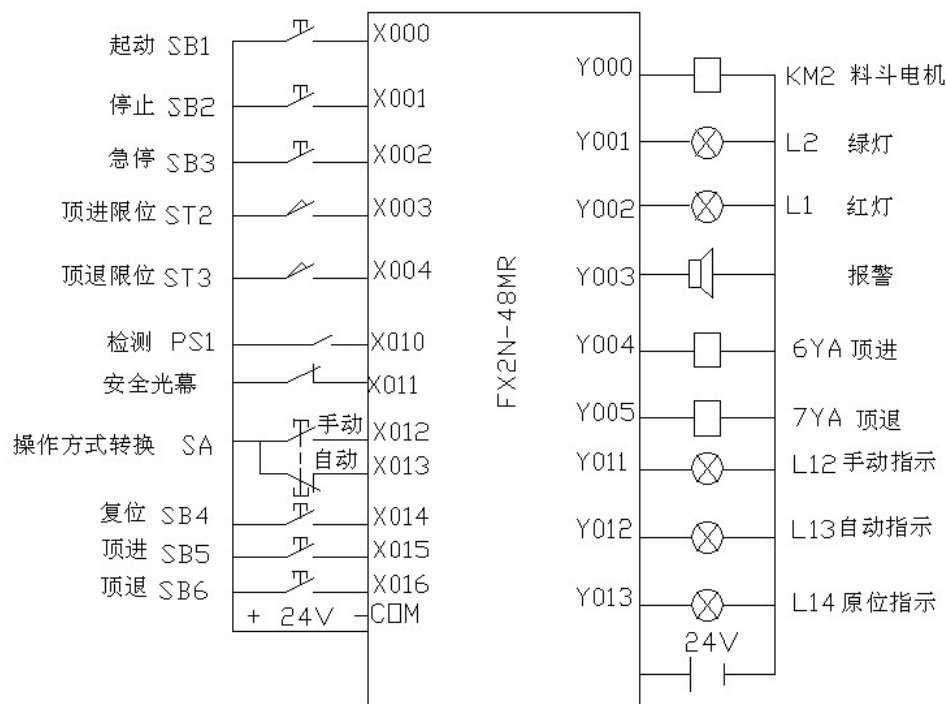 起动 SB1 X000
停止 SB2 X001
急停 SB3 X002
顶进限位 ST2 X003
顶退限位 ST3 X004
检测 PS1 X010
安全光幕 X011
操作方式转换 SA 手动 X012
自动 X013
复位 SB4 X014
顶进 SB5 X015
顶退 SB6 X016
+ 24V - COM
FX2N-48MR
Y000 KM2 料斗电机
Y001 L2 绿灯
Y002 L1 红灯
Y003 报警
Y004 6YA 顶进
Y005 7YA 顶退
Y011 L12 手动指示
Y012 L13 自动指示
Y013 L14 原位指示
24V